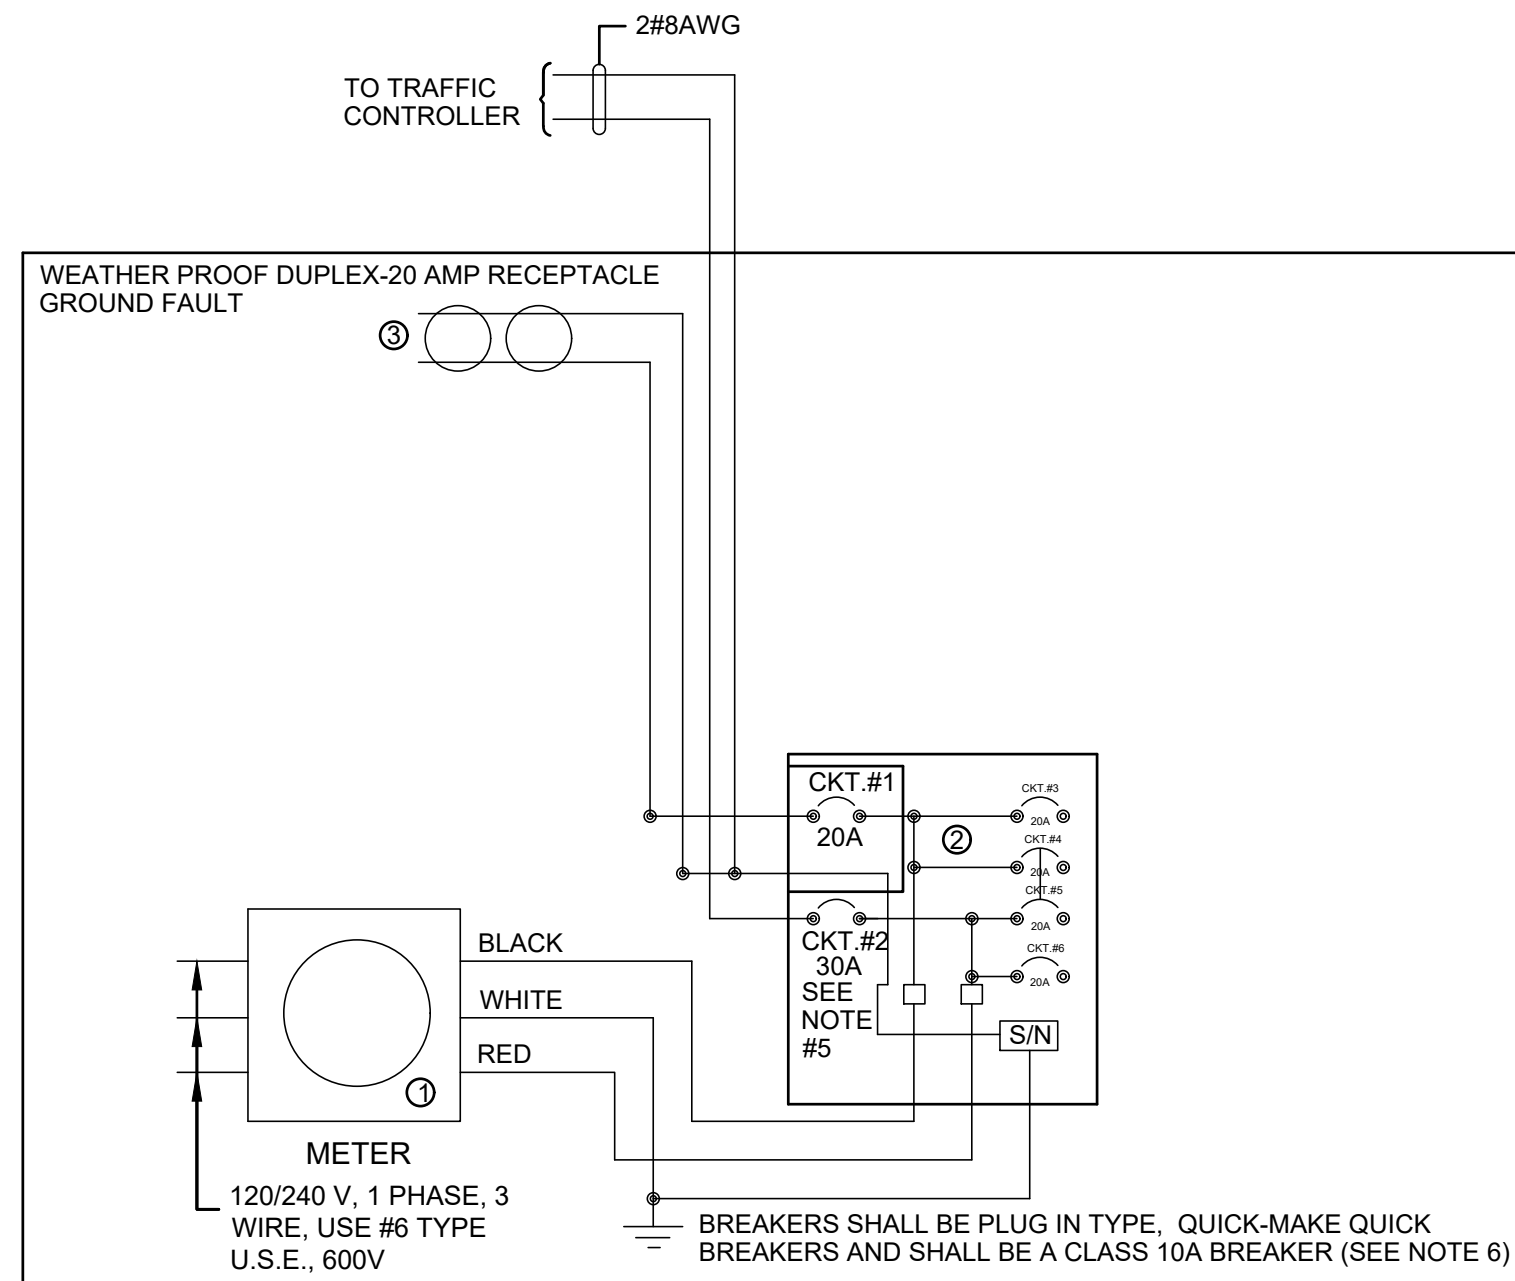 2#8AWG
TO TRAFFIC
CONTROLLER
WEATHER PROOF DUPLEX-20 AMP RECEPTACLE
GROUND FAULT
3
CKT.#1
20A
2
CKT.#3
20A
CKT.#4
20A
CKT.#5
20A
CKT.#6
20A
CKT.#2
30A
SEE
NOTE
#5
S/N
BLACK
WHITE
RED
1
METER
120/240 V, 1 PHASE, 3
WIRE, USE #6 TYPE
U.S.E., 600V
BREAKERS SHALL BE PLUG IN TYPE, QUICK-MAKE QUICK
BREAKERS AND SHALL BE A CLASS 10A BREAKER (SEE NOTE 6)